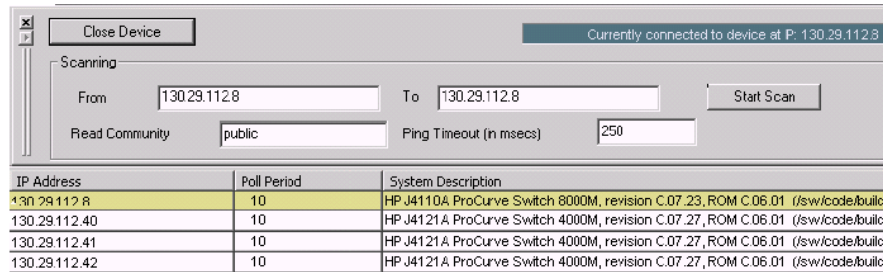 Close Device
Currently connected to device at P: 130.29.112.8
Scanning
From 130.29.112.8 To 130.29.112.8 Start Scan
Read Community public Ping Timeout (in msecs) 250
IP Address Poll Period System Description
130.29.112.8 10 HP J4110A ProCurve Switch 8000M, revision C.07.23, ROM C.06.01 (/sw/code/build
130.29.112.40 10 HP J4121A ProCurve Switch 4000M, revision C.07.27, ROM C.06.01 (/sw/code/build
130.29.112.41 10 HP J4121A ProCurve Switch 4000M, revision C.07.27, ROM C.06.01 (/sw/code/build
130.29.112.42 10 HP J4121A ProCurve Switch 4000M, revision C.07.27, ROM C.06.01 (/sw/code/build